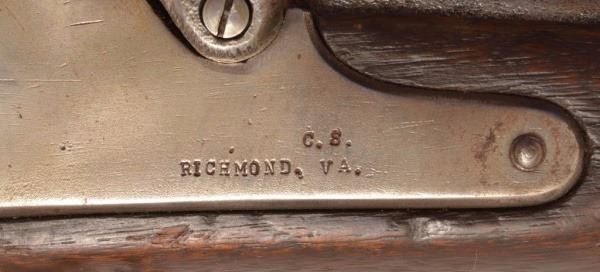 C. S.
RICHMOND, VA.